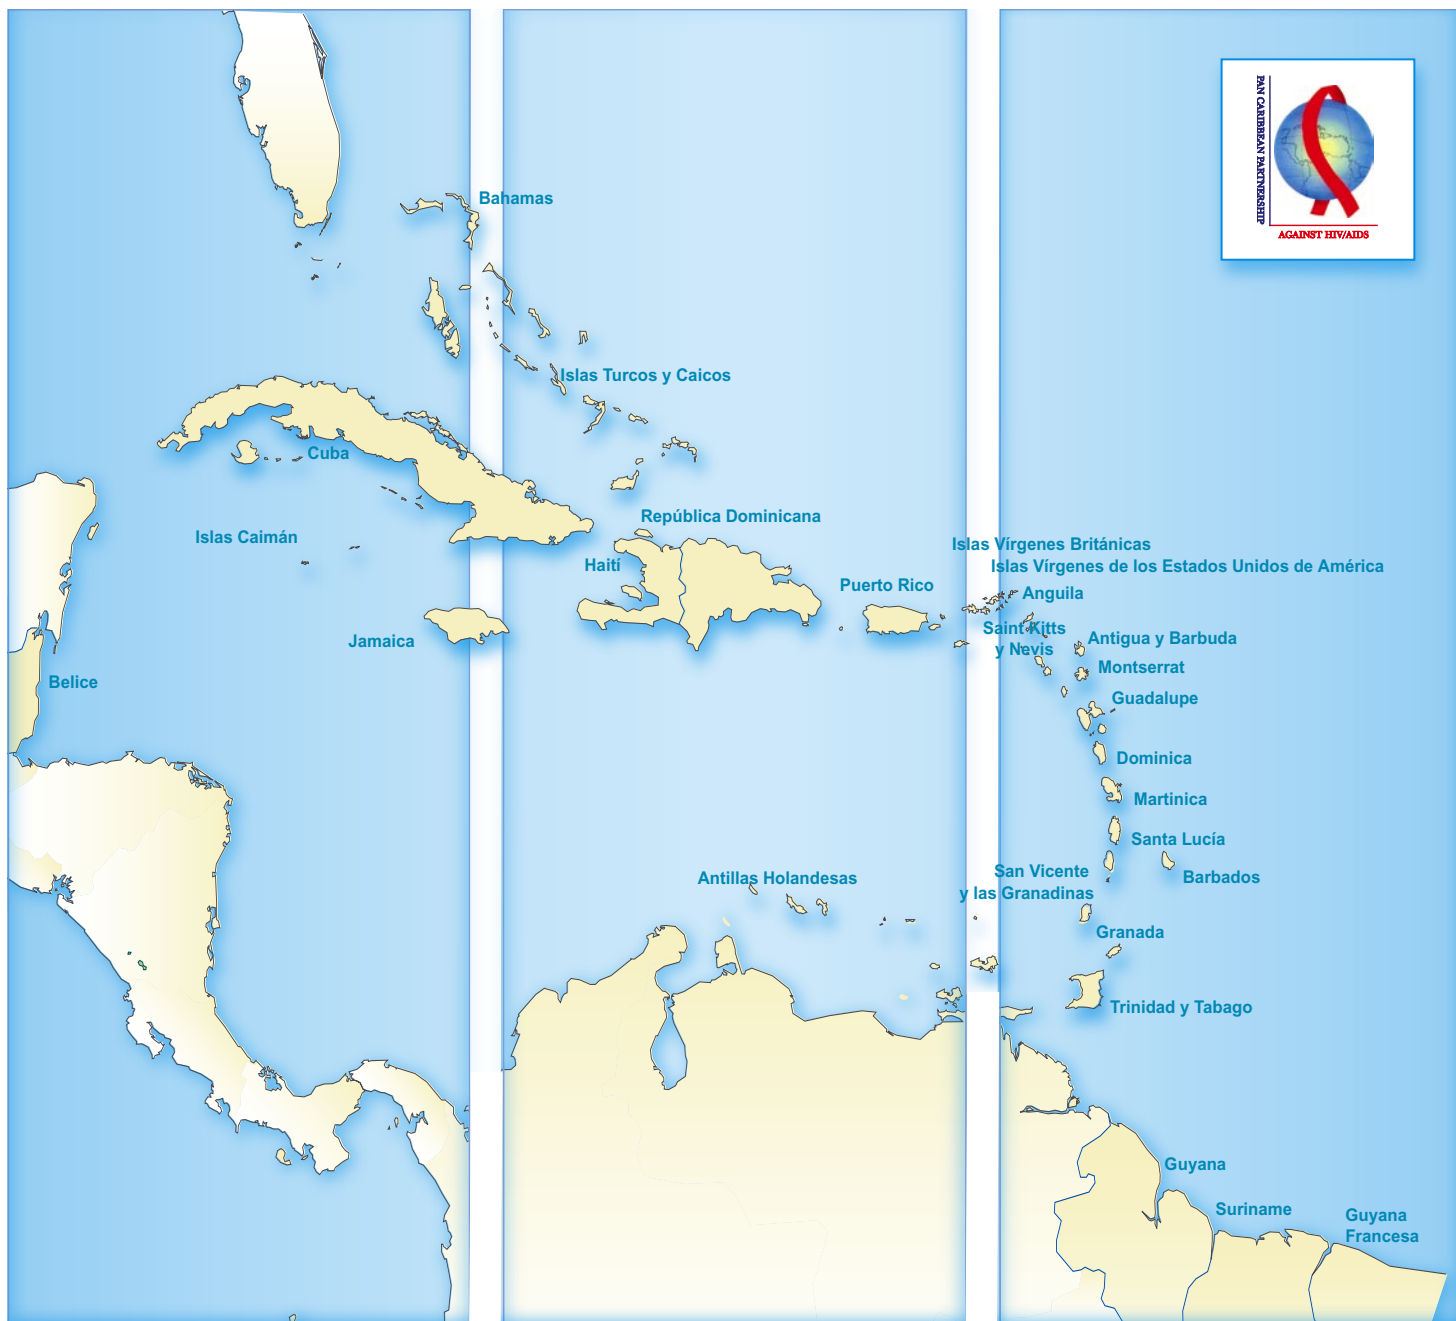 PAN CARIBBEAN PARTNERSHIP
AGAINST HIV/AIDS
Bahamas
Islas Turcos y Caicos
Cuba
República Dominicana
Islas Caimán
Islas Vírgenes Británicas
Haití
Islas Vírgenes de los Estados Unidos de América
Puerto Rico
Anguila
Saint Kitts
y Nevis
Jamaica
Antigua y Barbuda
Montserrat
Belice
Guadalupe
Dominica
Martinica
Santa Lucía
San Vicente
y las Granadinas
Antillas Holandesas
Barbados
Granada
Trinidad y Tabago
Guyana
Suriname
Guyana
Francesa